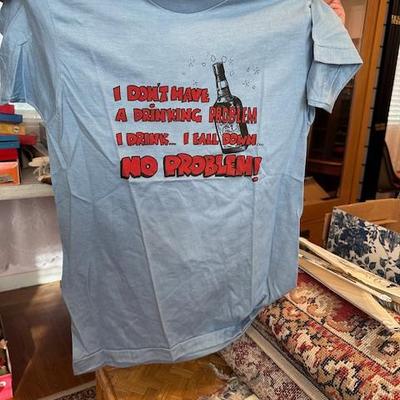 I DON'T HAVE
A DRINKING PROBLEM
I DRINK... I FALL DOWN...
NO PROBLEM!